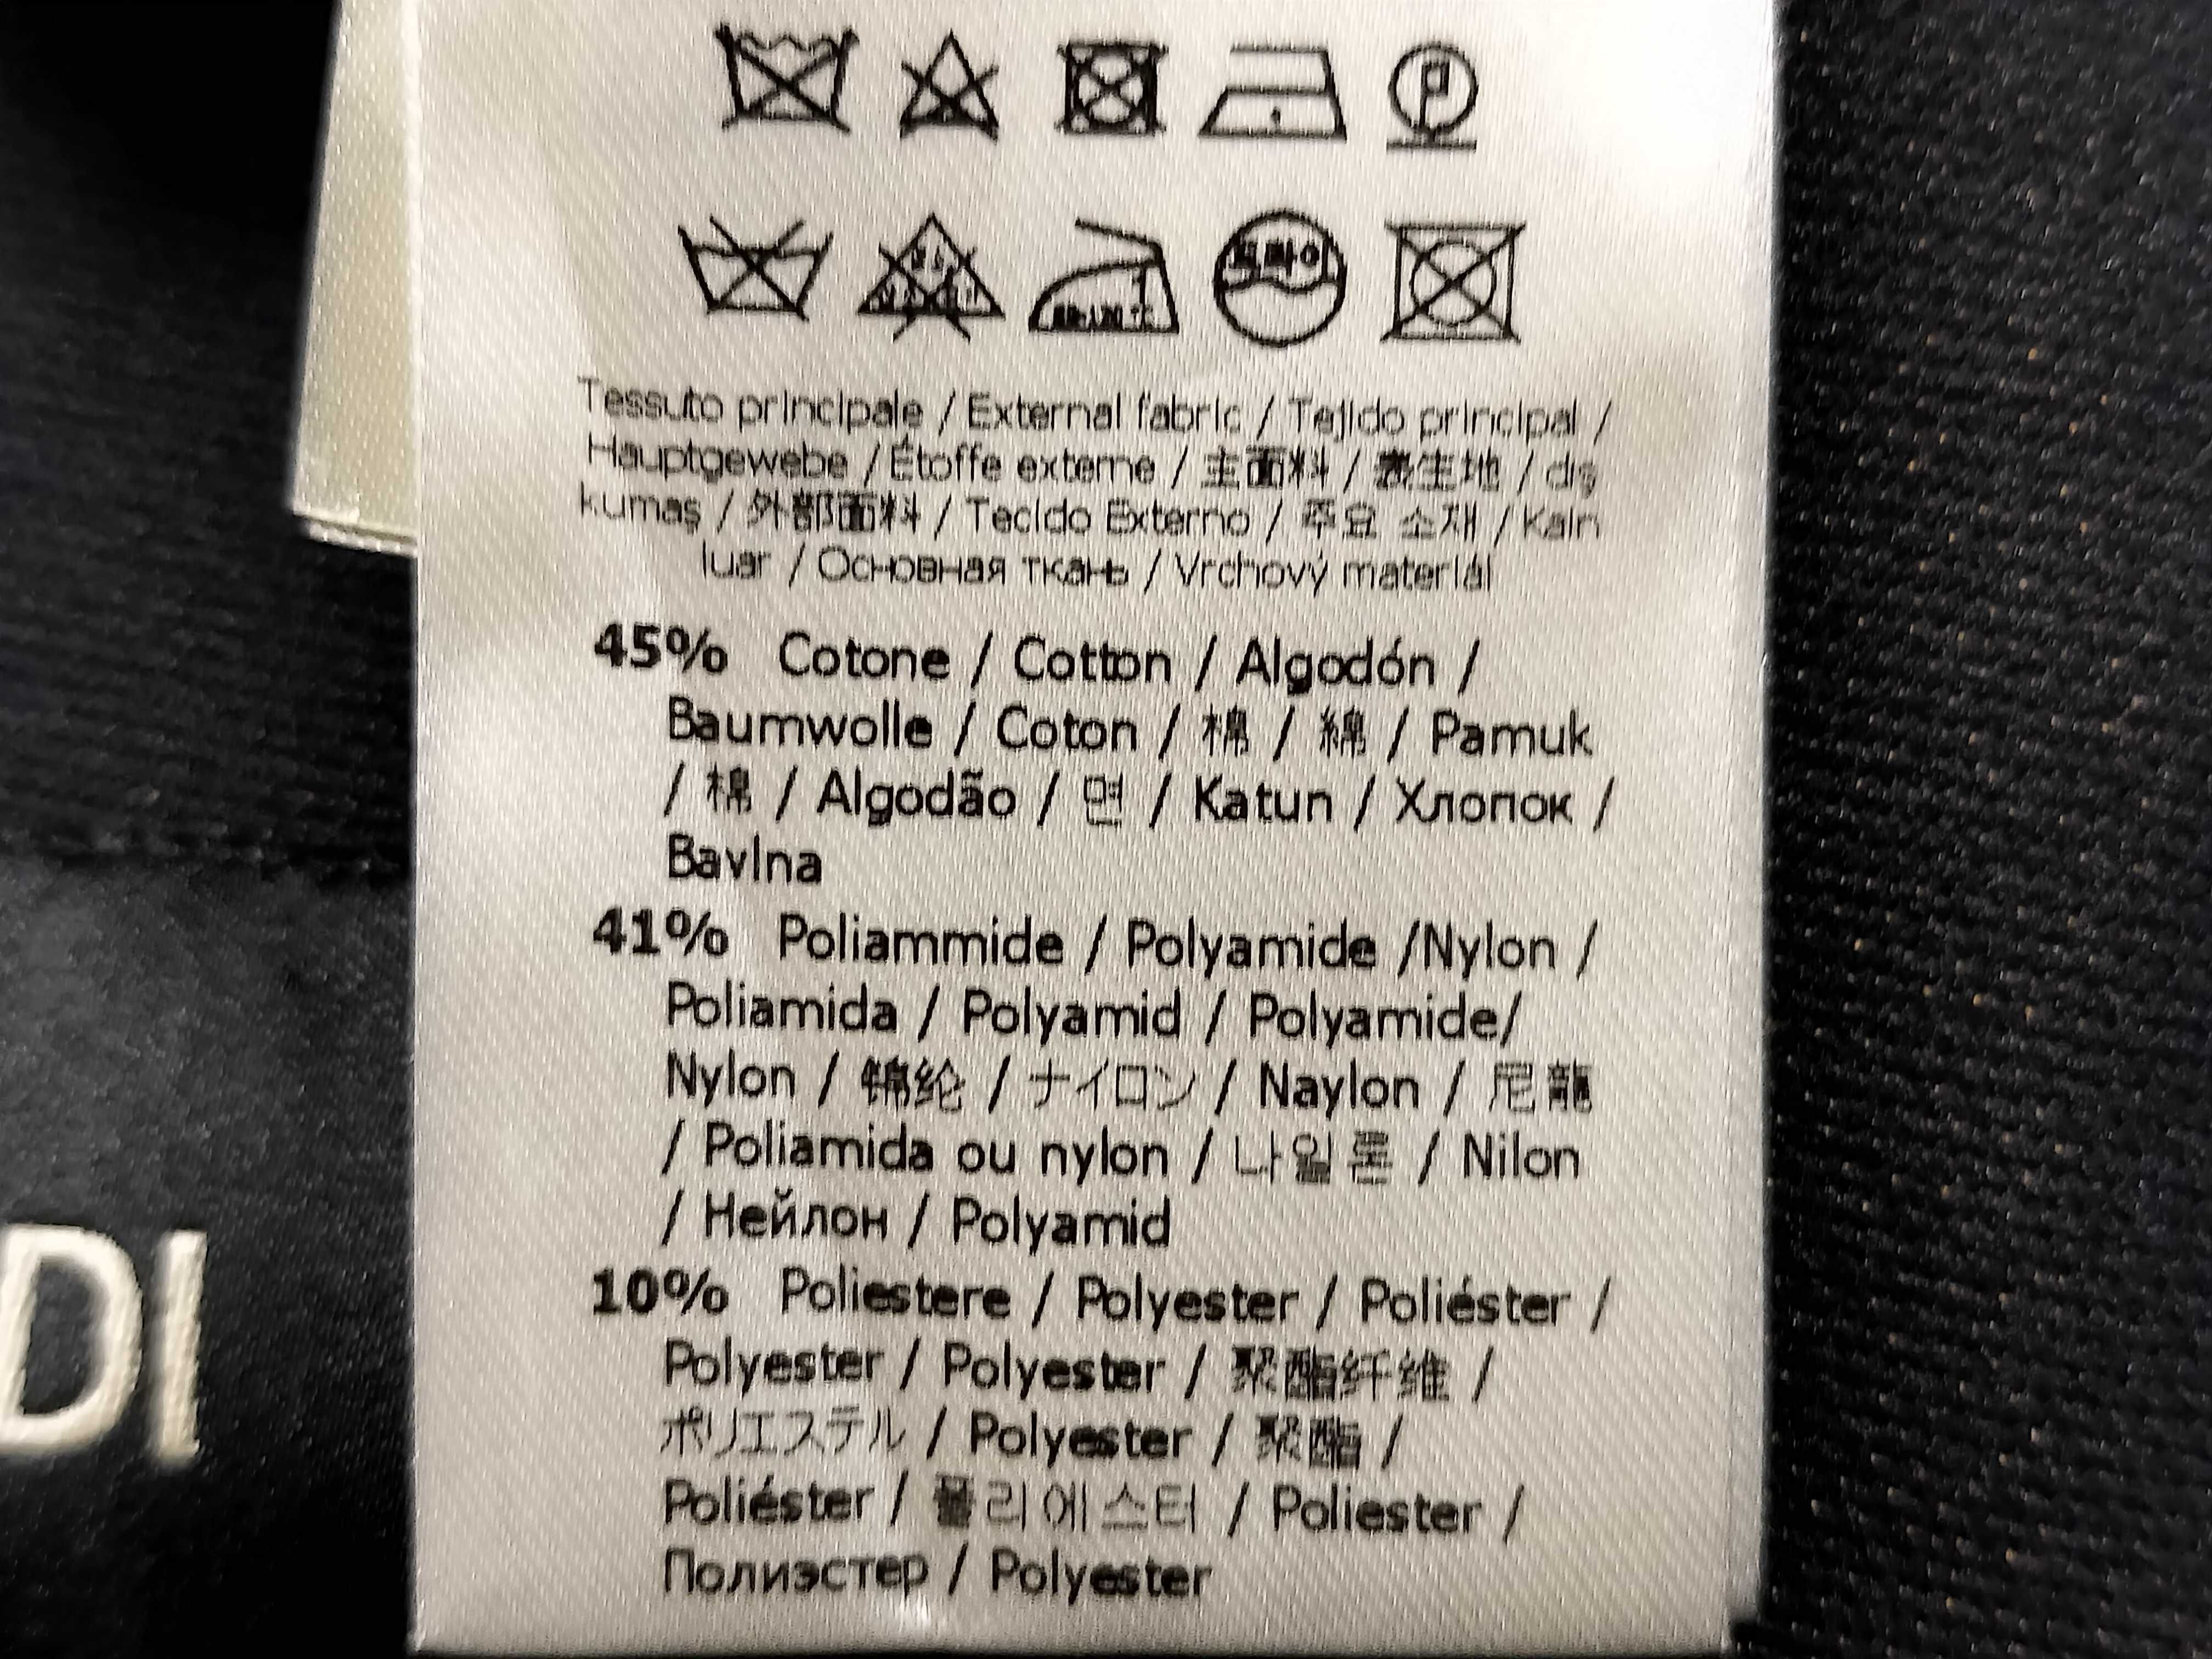 P
드라이
80~120℃
Tessuto principale / External fabric / Tejido principal /
Hauptgewebe / Étoffe externe / 主面料 / 表生地 / dış
kumaş / 外部面料 / Tecido Externo / 주요 소재 / Kain
luar / Основная ткань / Vrchový materiál
45% Cotone / Cotton / Algodón /
Baumwolle / Coton / 棉 / 綿 / Pamuk
/ 棉 / Algodão / 면 / Katun / Хлопок /
Bavlna
41% Poliammide / Polyamide /Nylon /
Poliamida / Polyamid / Polyamide/
Nylon / 锦纶 / ナイロン / Naylon / 尼龍
/ Poliamida ou nylon / 나일론 / Nilon
/ Нейлон / Polyamid
10% Poliestere / Polyester / Poliéster /
Polyester / Polyester / 聚酯纤维 /
ポリエステル / Polyester / 聚酯 /
Poliéster / 폴리에스터 / Poliester /
Полиэстер / Polyester
DI